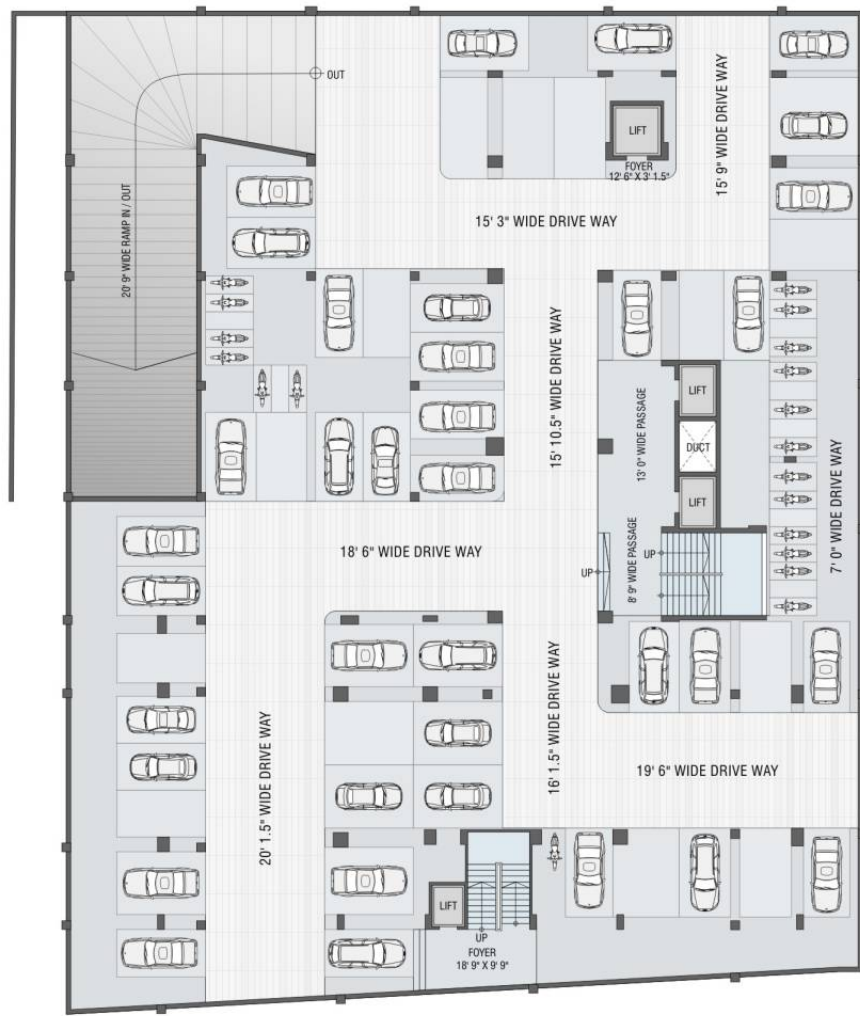 OUT
LIFT
FOYER
12' 6" X 3' 1.5"
15' 9" WIDE DRIVE WAY
15' 3" WIDE DRIVE WAY
20' 9" WIDE RAMP IN / OUT
15' 10.5" WIDE DRIVE WAY
13' 0" WIDE PASSAGE
LIFT
DUCT
LIFT
7' 0" WIDE DRIVE WAY
18' 6" WIDE DRIVE WAY
UP
UP
8' 9" WIDE PASSAGE
16' 1.5" WIDE DRIVE WAY
19' 6" WIDE DRIVE WAY
20' 1.5" WIDE DRIVE WAY
LIFT
UP
FOYER
18' 9" X 9' 9"